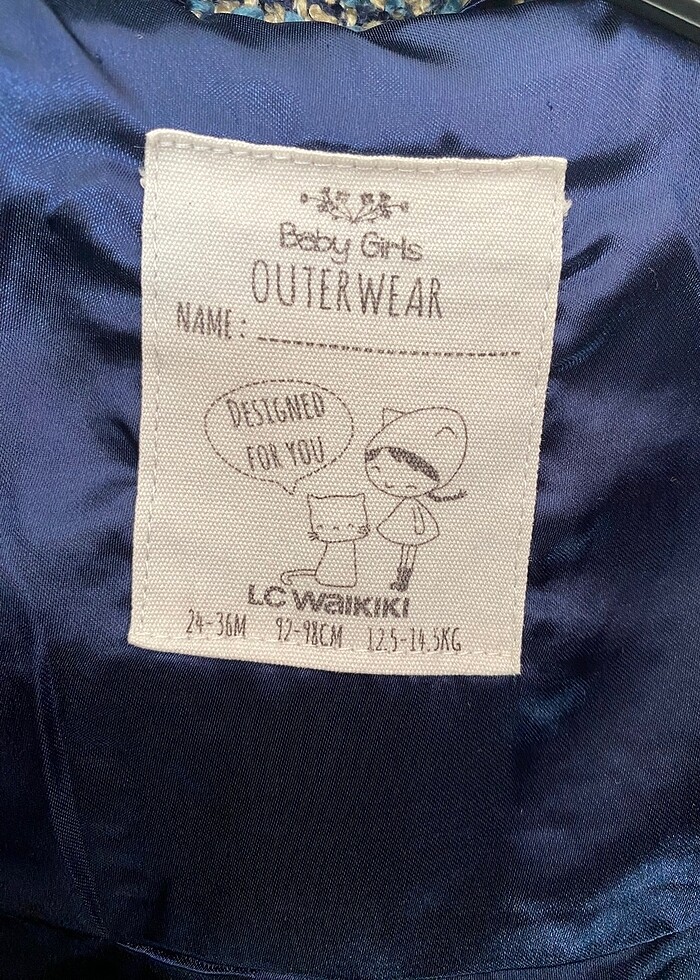 Baby Girls
OUTERWEAR
NAME: ------------------------
DESIGNED
FOR YOU
LC WAIKIKI
24-36M 92-98CM 12.5-14.5KG